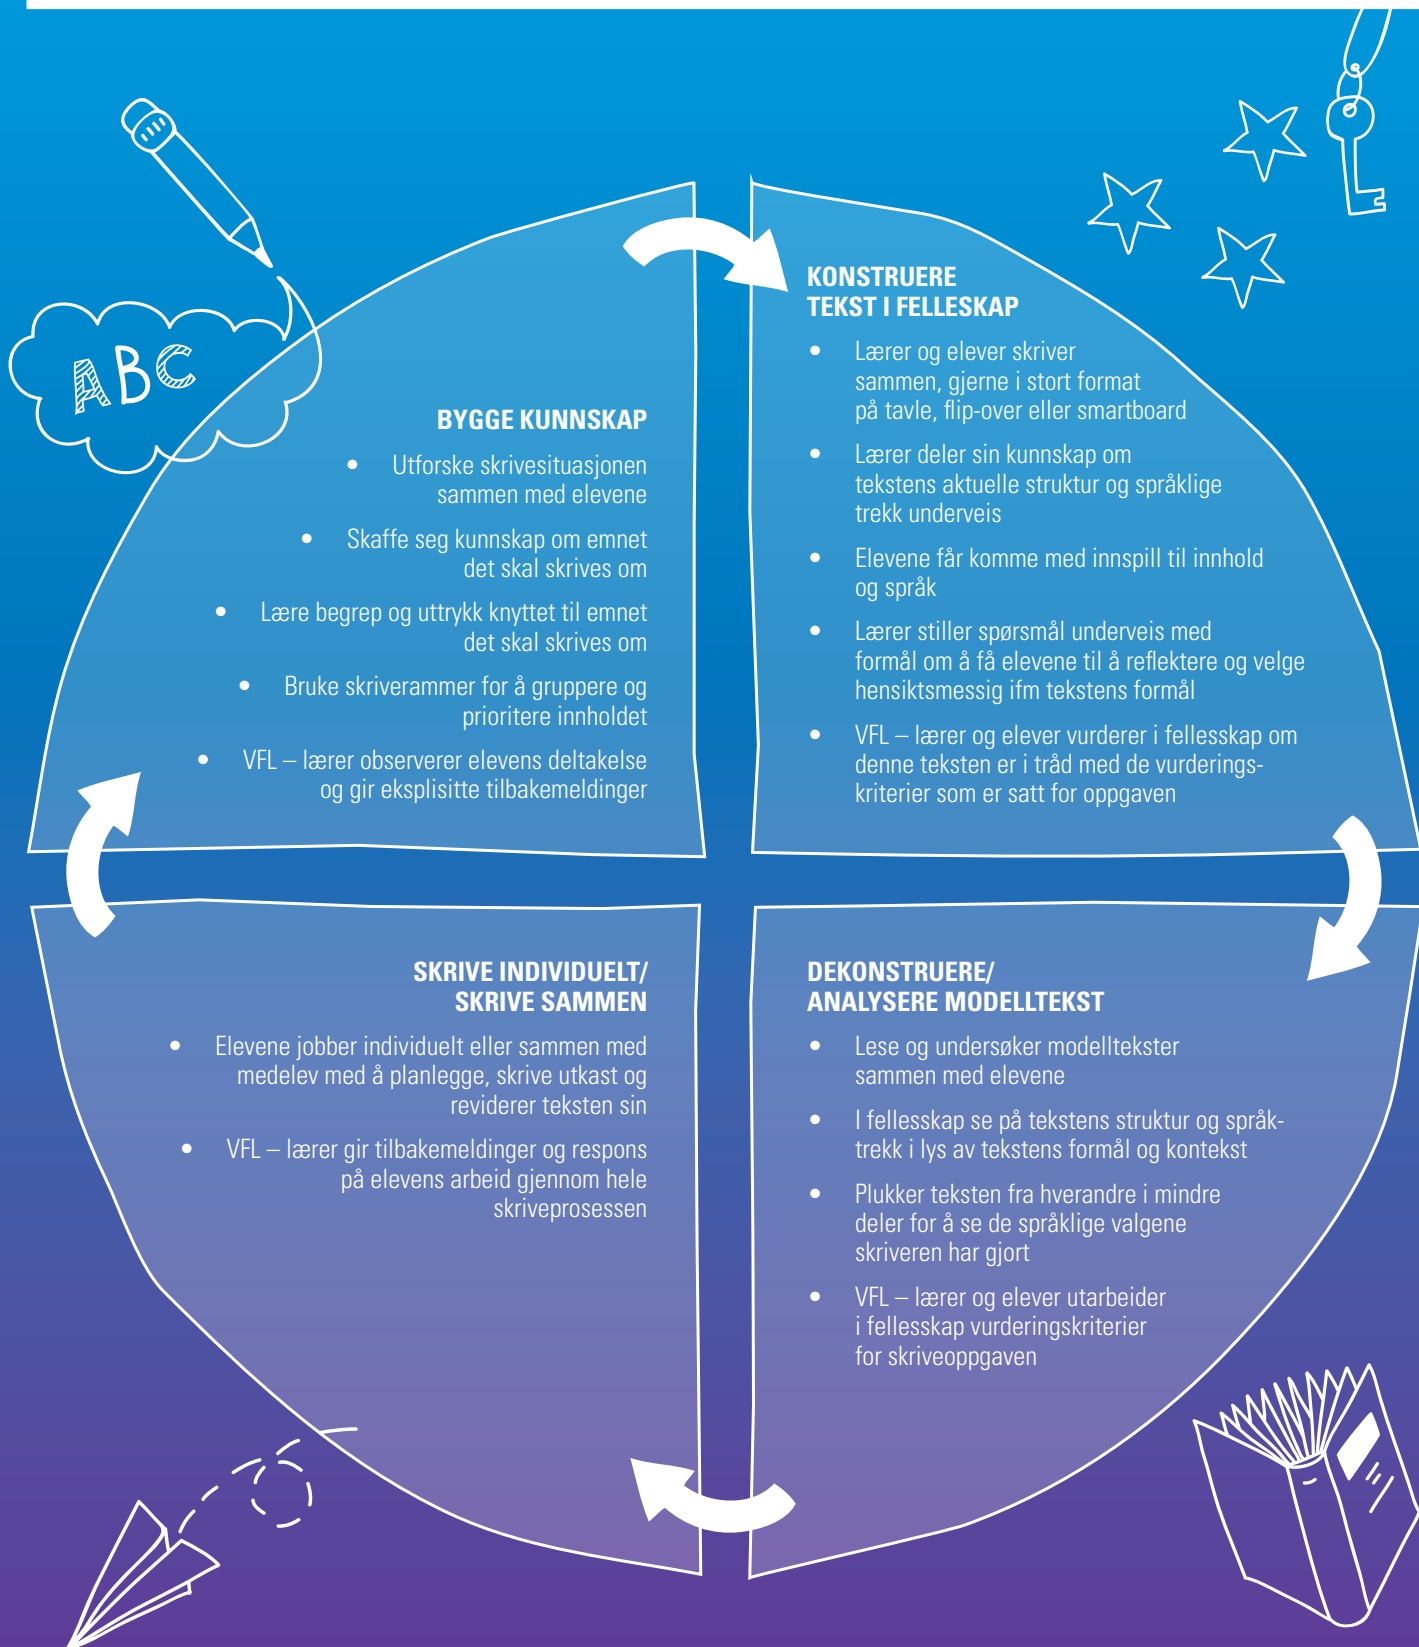 ABC
BYGGE KUNNSKAP
• Utforske skrivesituasjonen
sammen med elevene
• Skaffe seg kunnskap om emnet
det skal skrives om
• Lære begrep og uttrykk knyttet til emnet
det skal skrives om
• Bruke skriverammer for å gruppere og
prioritere innholdet
• VFL – lærer observerer elevens deltakelse
og gir eksplisitte tilbakemeldinger
KONSTRUERE
TEKST I FELLESKAP
• Lærer og elever skriver
sammen, gjerne i stort format
på tavle, flip-over eller smartboard
• Lærer deler sin kunnskap om
tekstens aktuelle struktur og språklige
trekk underveis
• Elevene får komme med innspill til innhold
og språk
• Lærer stiller spørsmål underveis med
formål om å få elevene til å reflektere og velge
hensiktsmessig ifm tekstens formål
• VFL – lærer og elever vurderer i fellesskap om
denne teksten er i tråd med de vurderings-
kriterier som er satt for oppgaven
DEKONSTRUERE/
ANALYSERE MODELLTEKST
• Lese og undersøker modelltekster
sammen med elevene
• I fellesskap se på tekstens struktur og språk-
trekk i lys av tekstens formål og kontekst
• Plukker teksten fra hverandre i mindre
deler for å se de språklige valgene
skriveren har gjort
• VFL – lærer og elever utarbeider
i fellesskap vurderingskriterier
for skriveoppgaven
SKRIVE INDIVIDUELT/
SKRIVE SAMMEN
• Elevene jobber individuelt eller sammen med
medelev med å planlegge, skrive utkast og
reviderer teksten sin
• VFL – lærer gir tilbakemeldinger og respons
på elevens arbeid gjennom hele
skriveprosessen